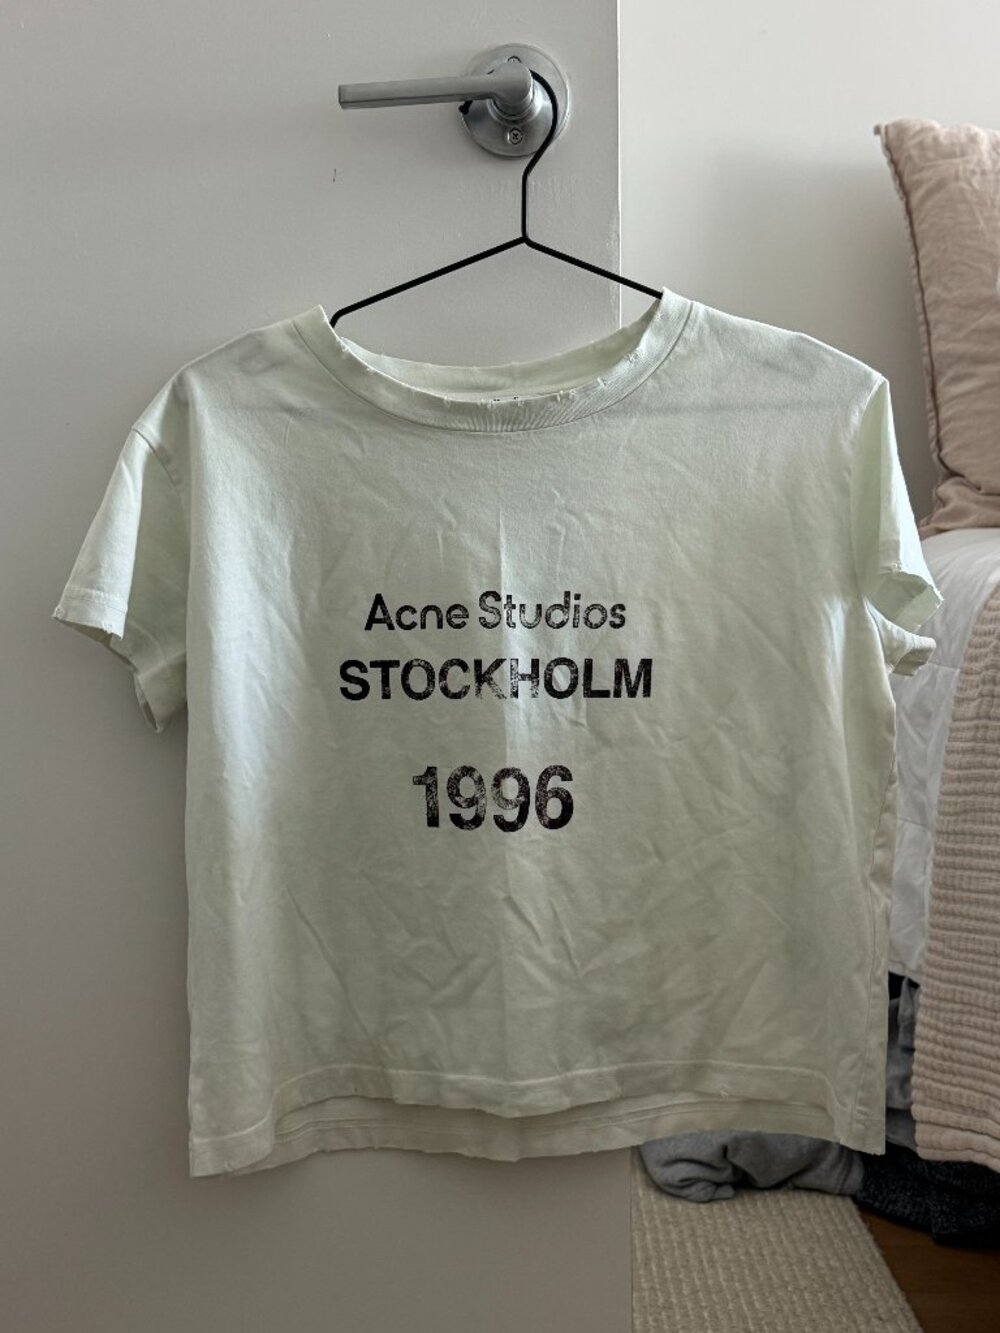 Acne Studios
STOCKHOLM
1996